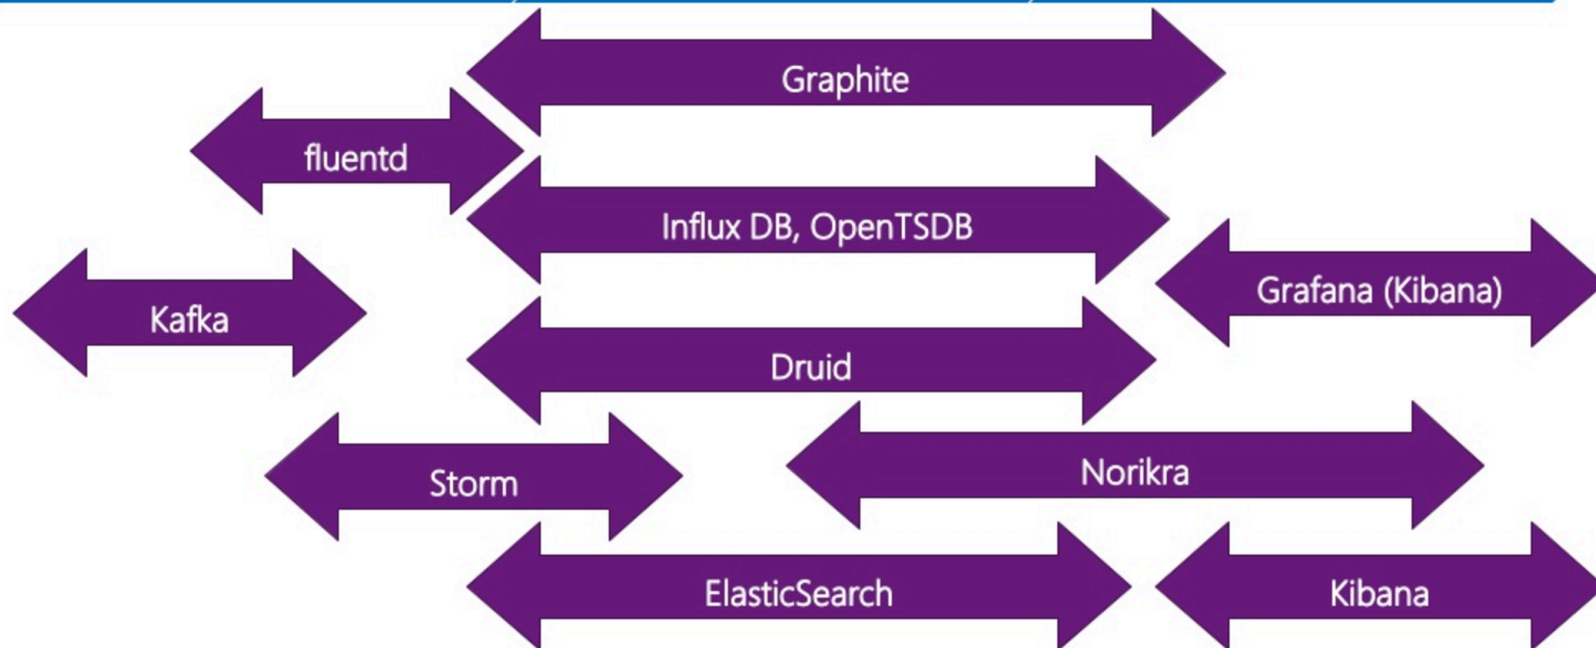 Graphite
fluentd
Influx DB, OpenTSDB
Grafana (Kibana)
Kafka
Druid
Norikra
Storm
ElasticSearch
Kibana